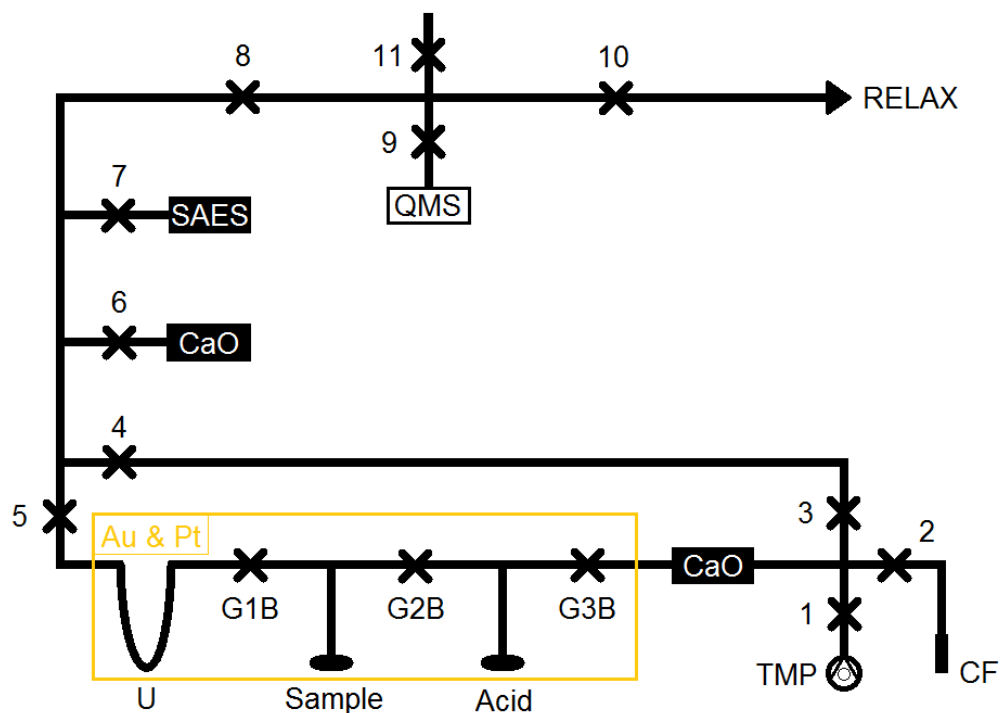 8
11
10
RELAX
9
7
SAES
QMS
6
CaO
4
5
3
2
Au & Pt
CaO
G1B
G2B
G3B
1
TMP
CF
U
Sample
Acid